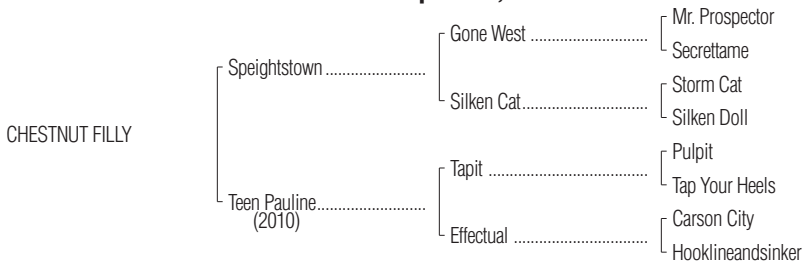 Mr. Prospector
Gone West ..............................
Secrettame
Speightstown .........................
Storm Cat
Silken Cat................................
Silken Doll
CHESTNUT FILLY
Pulpit
Tapit ........................................
Tap Your Heels
Teen Pauline...........................
(2010)
Carson City
Effectual ..................................
Hooklineandsinker